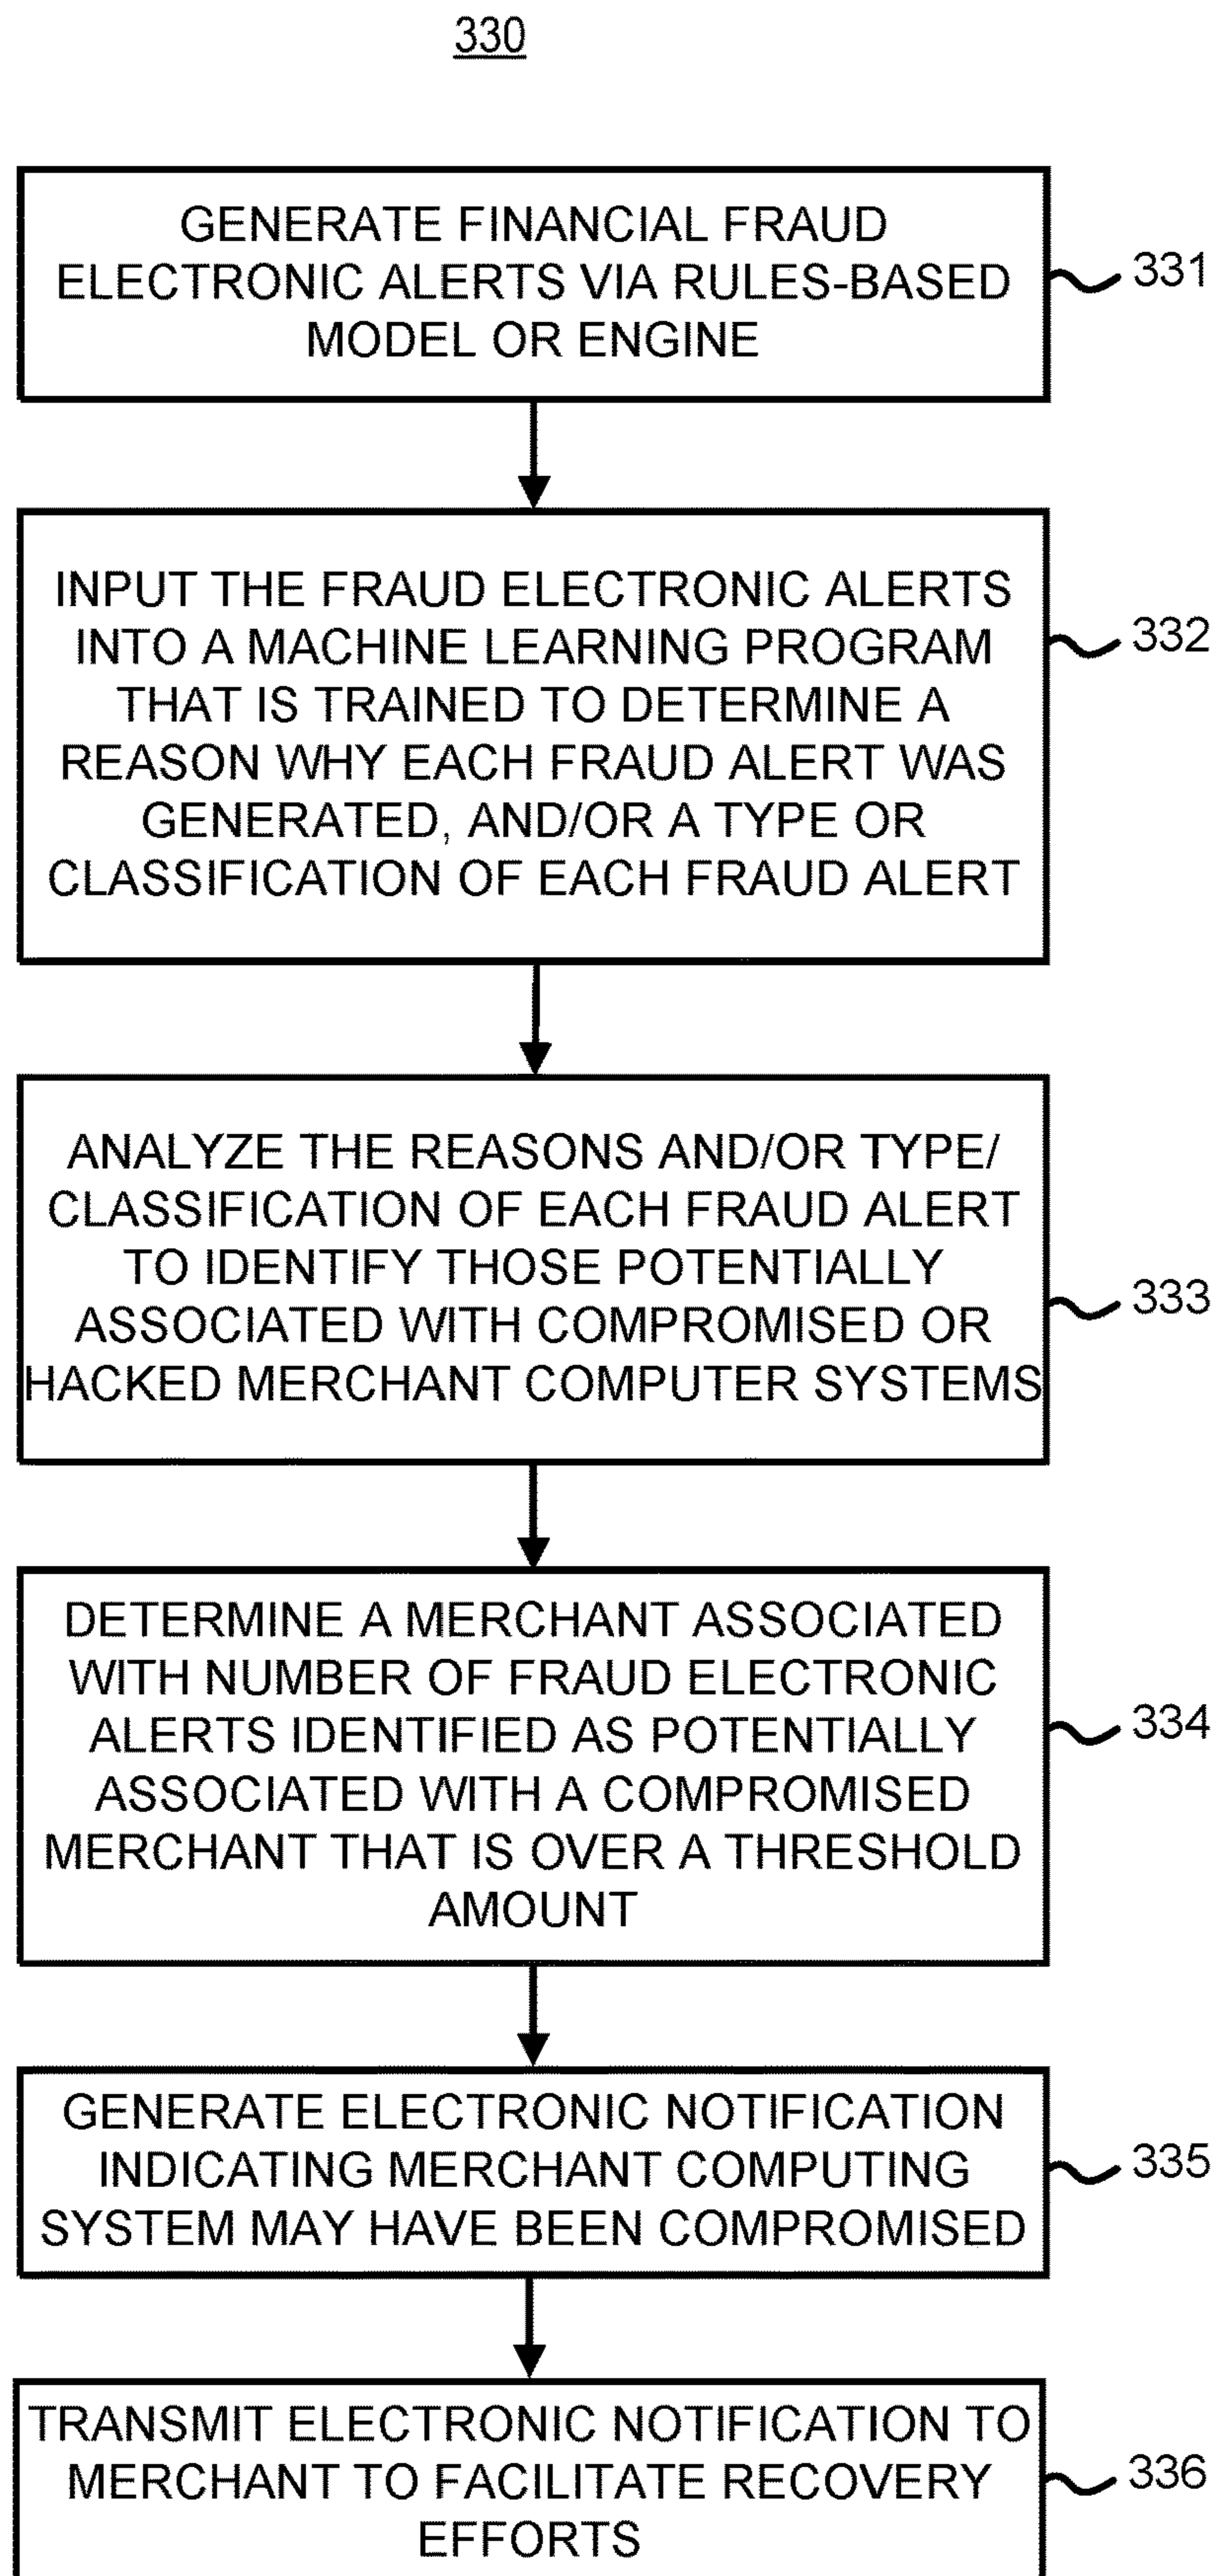 330
GENERATE FINANCIAL FRAUD
ELECTRONIC ALERTS VIA RULES-BASED
MODEL OR ENGINE
331
INPUT THE FRAUD ELECTRONIC ALERTS
INTO A MACHINE LEARNING PROGRAM
THAT IS TRAINED TO DETERMINE A
REASON WHY EACH FRAUD ALERT WAS
GENERATED, AND/OR A TYPE OR
CLASSIFICATION OF EACH FRAUD ALERT
332
ANALYZE THE REASONS AND/OR TYPE/
CLASSIFICATION OF EACH FRAUD ALERT
TO IDENTIFY THOSE POTENTIALLY
ASSOCIATED WITH COMPROMISED OR
HACKED MERCHANT COMPUTER SYSTEMS
333
DETERMINE A MERCHANT ASSOCIATED
WITH NUMBER OF FRAUD ELECTRONIC
ALERTS IDENTIFIED AS POTENTIALLY
ASSOCIATED WITH A COMPROMISED
MERCHANT THAT IS OVER A THRESHOLD
AMOUNT
334
GENERATE ELECTRONIC NOTIFICATION
INDICATING MERCHANT COMPUTING
SYSTEM MAY HAVE BEEN COMPROMISED
335
TRANSMIT ELECTRONIC NOTIFICATION TO
MERCHANT TO FACILITATE RECOVERY
EFFORTS
336